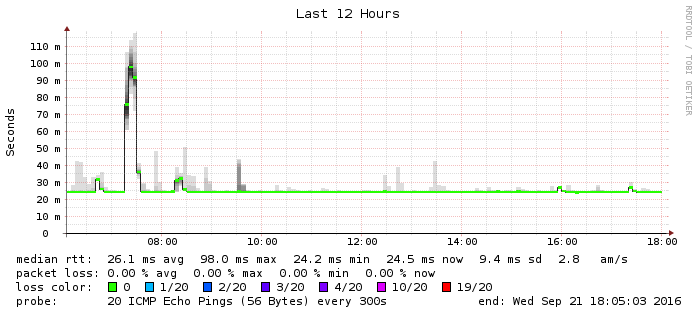 Last 12 Hours
RRDTOOL / TOBI OETIKER
Seconds
110 m
100 m
90 m
80 m
70 m
60 m
50 m
40 m
30 m
20 m
10 m
0
08:00 10:00 12:00 14:00 16:00 18:00
median rtt: 26.1 ms avg 98.0 ms max 24.2 ms min 24.5 ms now 9.4 ms sd 2.8 am/s
packet loss: 0.00 % avg 0.00 % max 0.00 % min 0.00 % now
loss color: 0 1/20 2/20 3/20 4/20 10/20 19/20
probe: 20 ICMP Echo Pings (56 Bytes) every 300s end: Wed Sep 21 18:05:03 2016